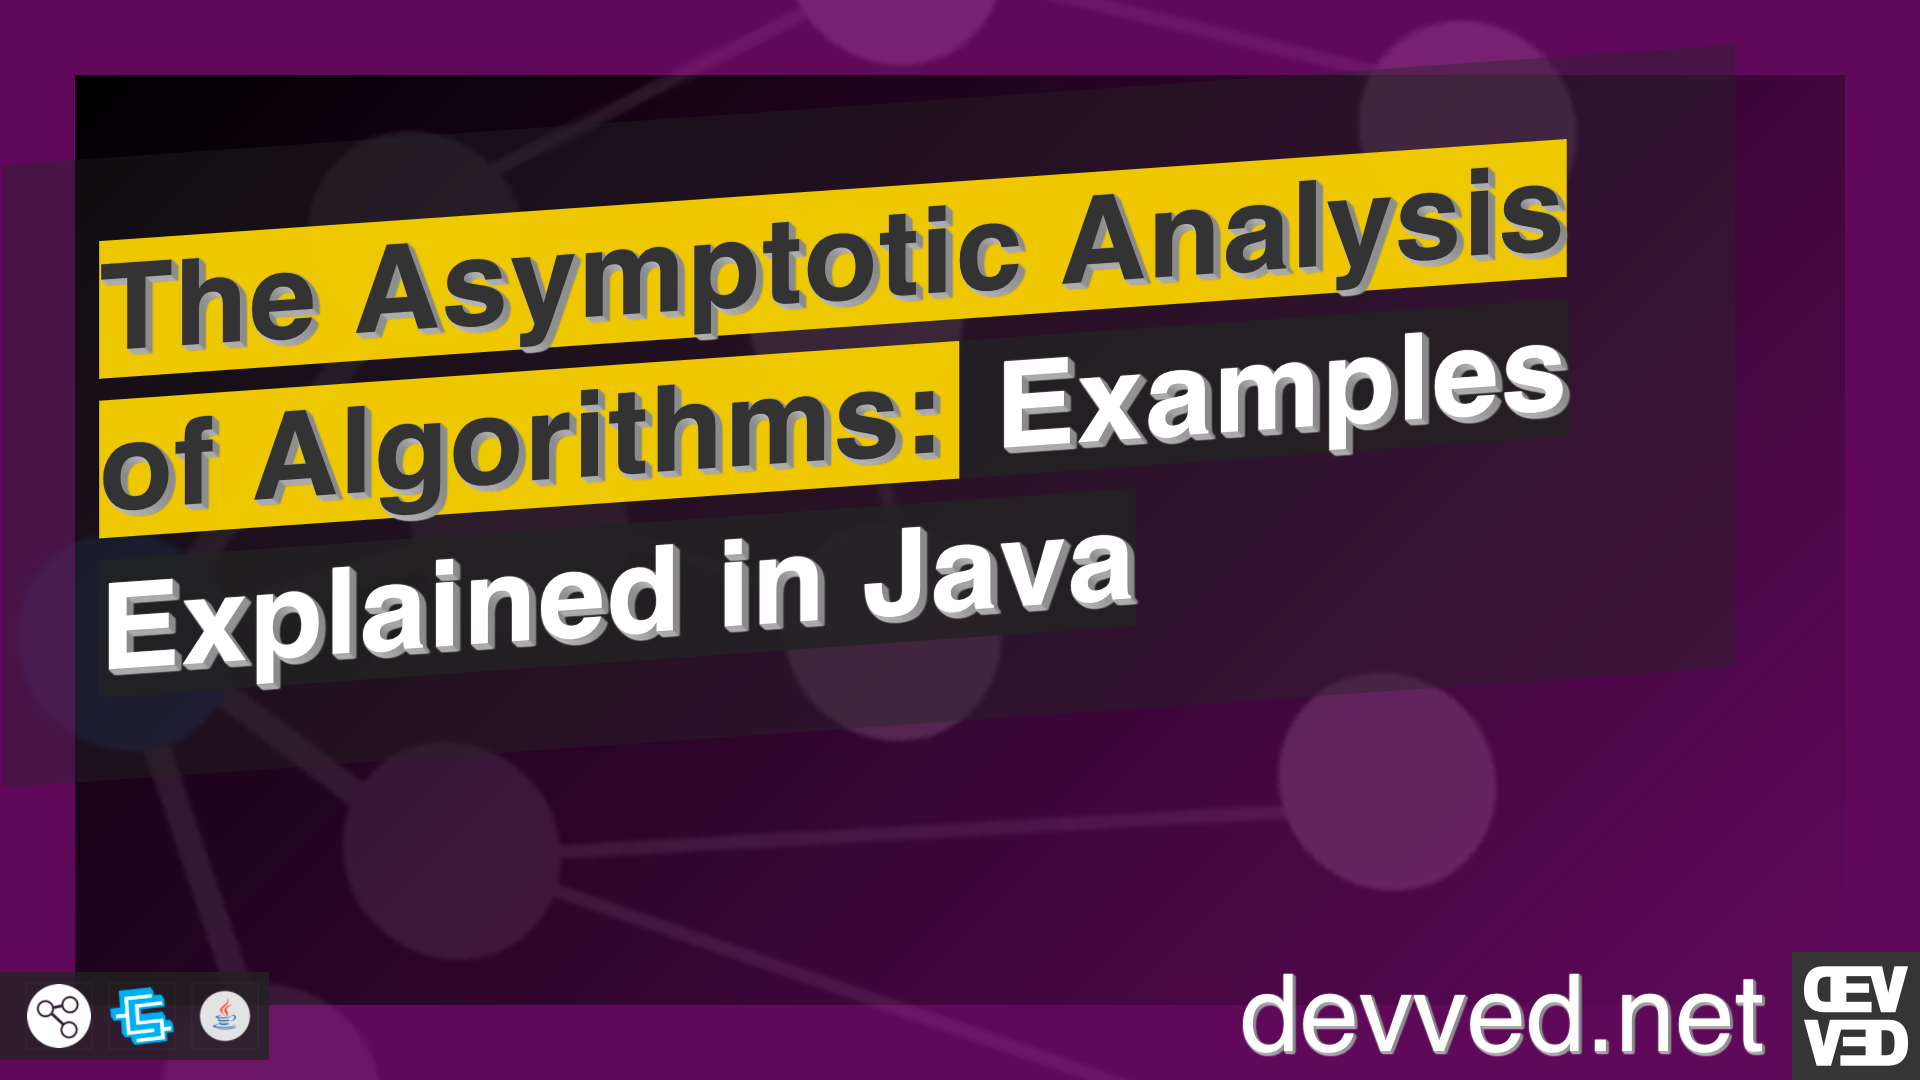 The Asymptotic Analysis
of Algorithms: Examples
Explained in Java
devved.net
DEV
VED